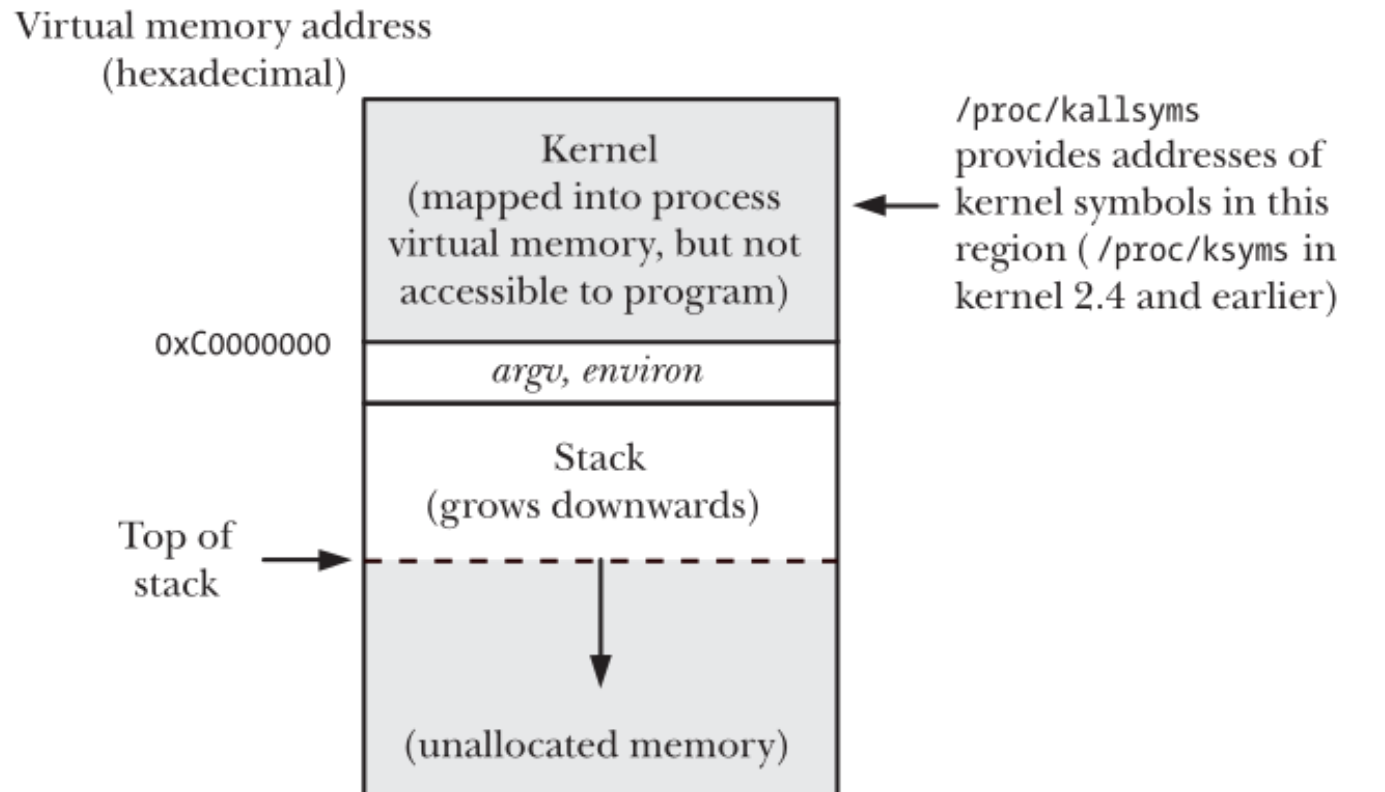 Virtual memory address
(hexadecimal)
Kernel
(mapped into process
virtual memory, but not
accessible to program)
/proc/kallsyms
provides addresses of
kernel symbols in this
region (/proc/ksyms in
kernel 2.4 and earlier)
0xC0000000
argv, environ
Stack
(grows downwards)
Top of
stack
(unallocated memory)